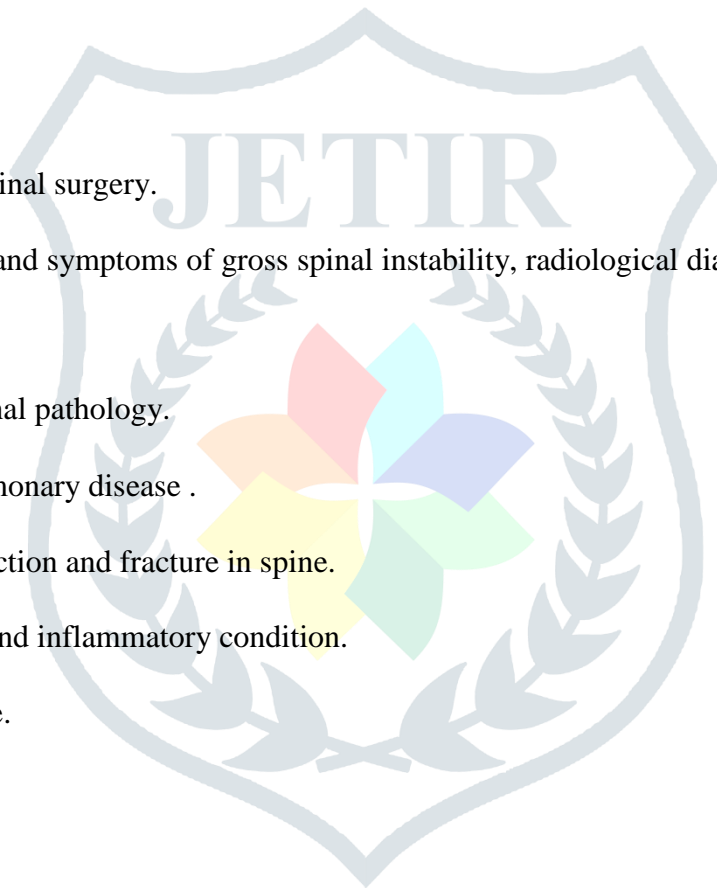 JETIR
inal surgery.
and symptoms of gross spinal instability, radiological dia
nal pathology.
monary disease .
ction and fracture in spine.
nd inflammatory condition.
e.